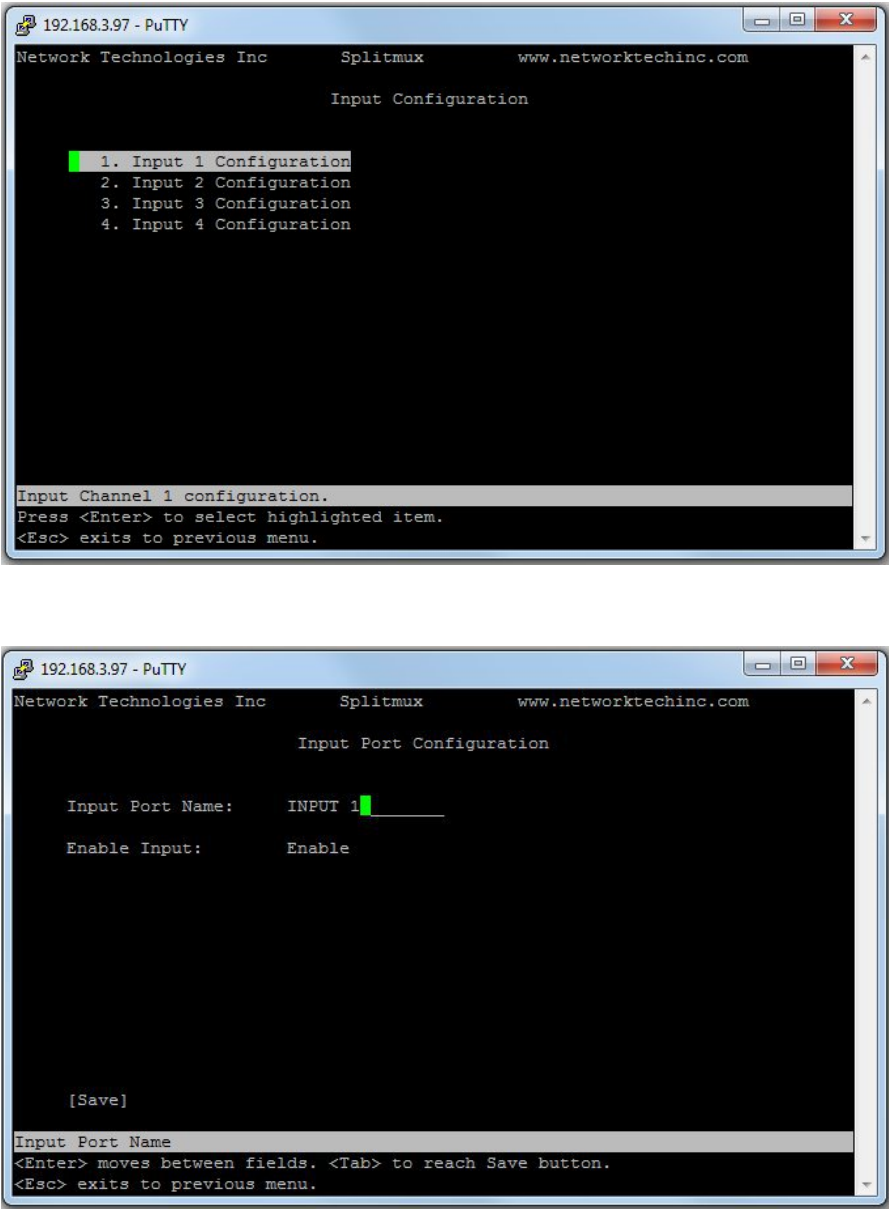 192.168.3.97 - PuTTY
Network Technologies Inc Splitmux www.networktechinc.com
Input Configuration
1. Input 1 Configuration
2. Input 2 Configuration
3. Input 3 Configuration
4. Input 4 Configuration
Input Channel 1 configuration.
Press <Enter> to select highlighted item.
<Esc> exits to previous menu.
192.168.3.97 - PuTTY
Network Technologies Inc Splitmux www.networktechinc.com
Input Port Configuration
Input Port Name: INPUT 1
Enable Input: Enable
[Save]
Input Port Name
<Enter> moves between fields. <Tab> to reach Save button.
<Esc> exits to previous menu.